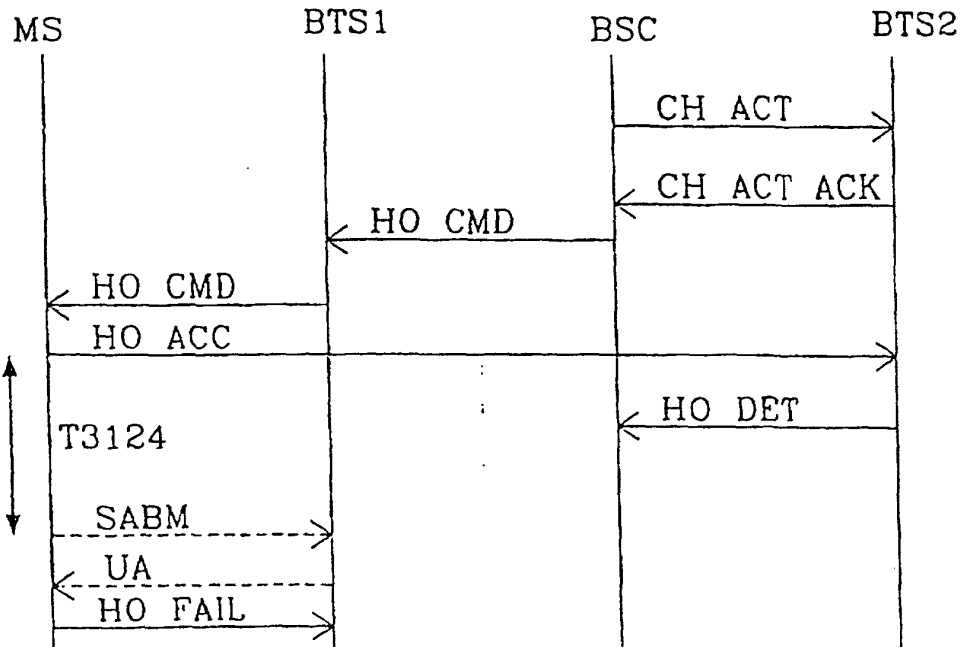 MS BTS1 BSC BTS2
CH ACT
CH ACT ACK
HO CMD
HO CMD
HO ACC
HO DET
T3124
SABM
UA
HO FAIL